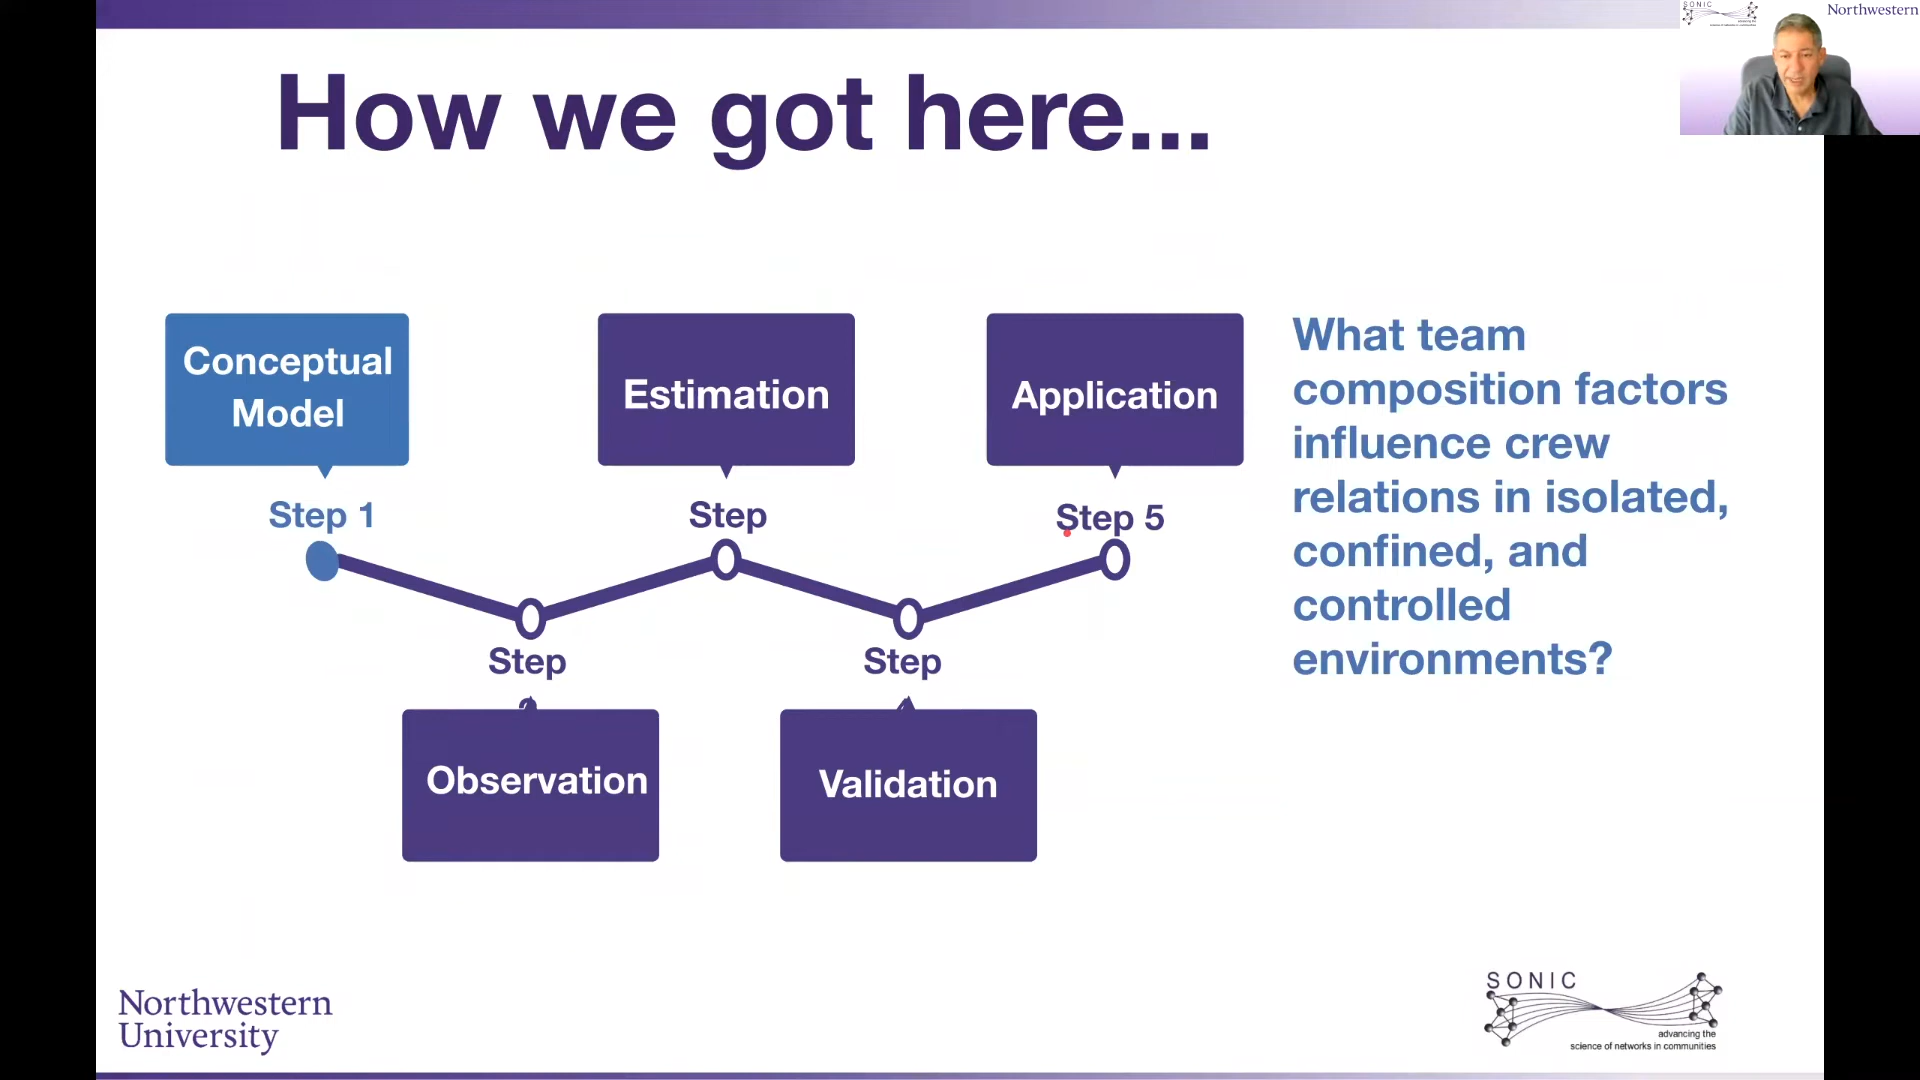 How we got here...
SONIC
Northwestern
Conceptual
Model
Estimation
Application
Step 1
Step
Step 5
Step
Step
Observation
Validation
What team
composition factors
influence crew
relations in isolated,
confined, and
controlled
environments?
Northwestern
University
SONIC
advancing the
science of networks in communities